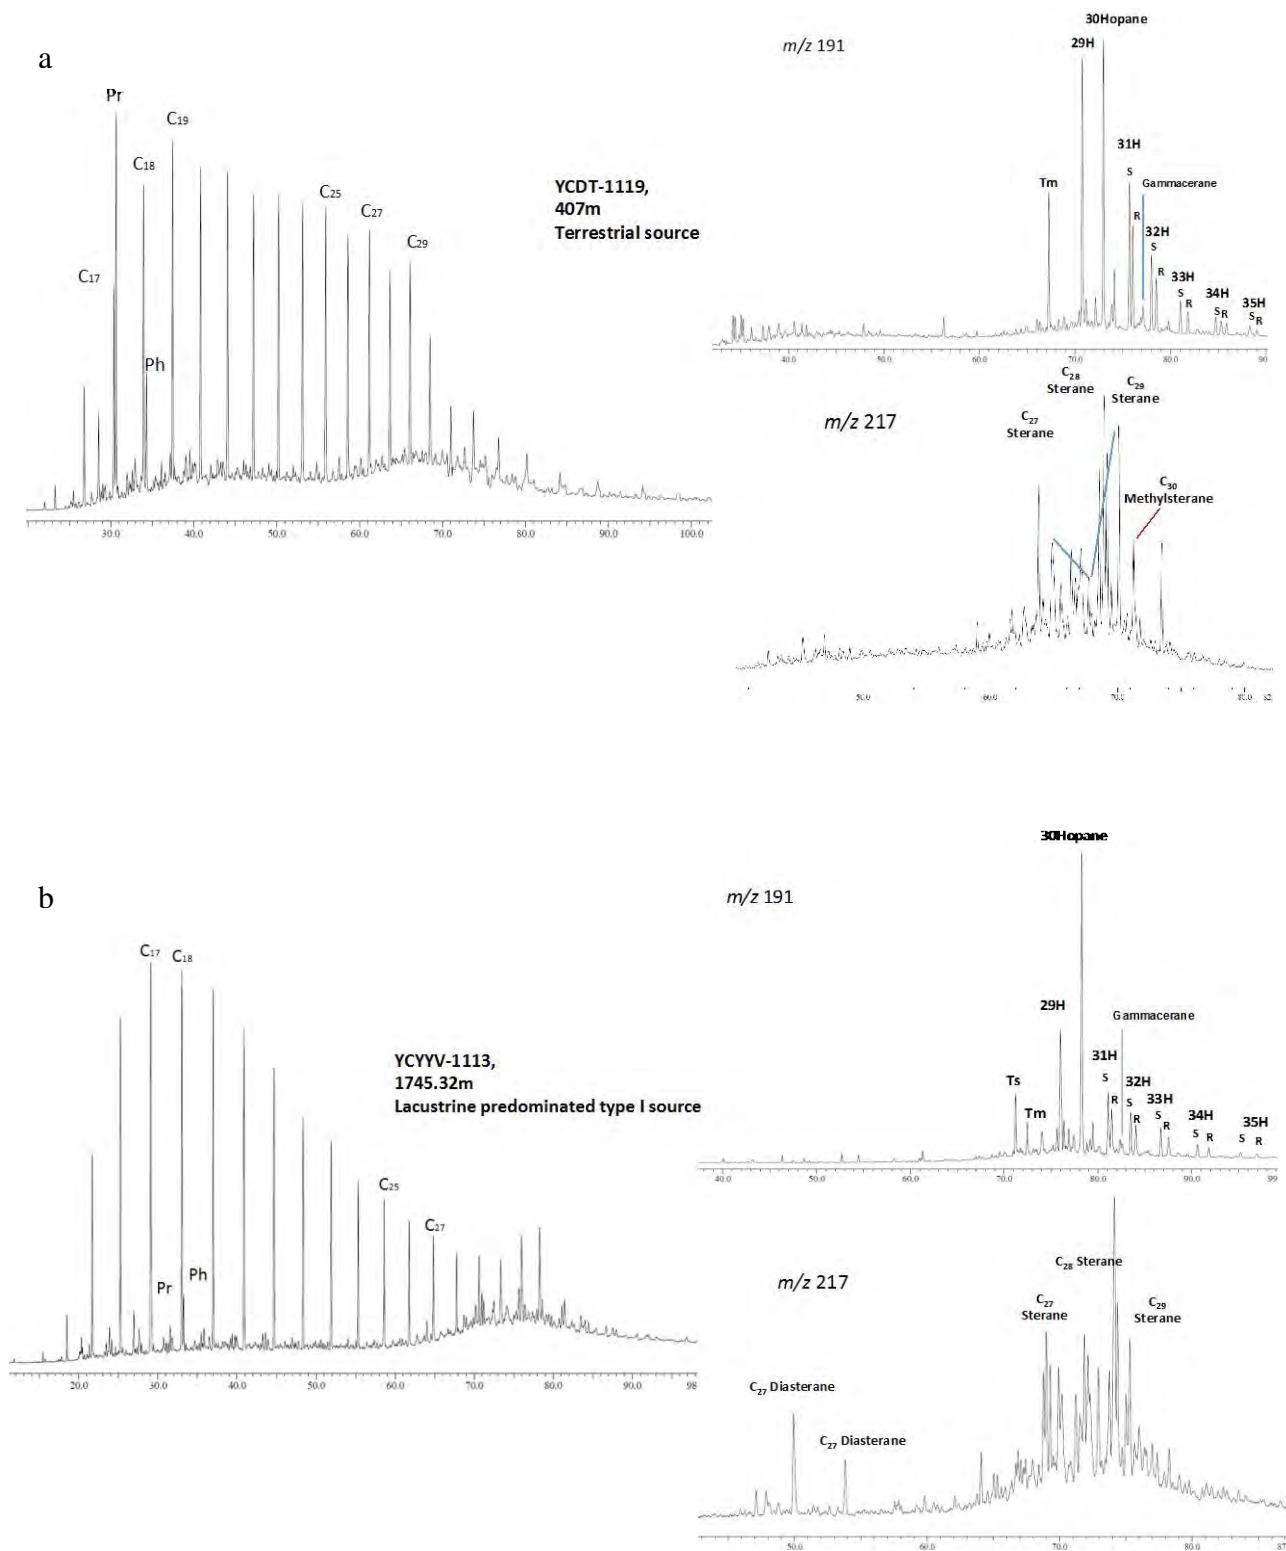 a
Pr
C19
C18
C17
Ph
C25
C27
C29
YCDT-1119,
407m
Terrestrial source
30.0 40.0 50.0 60.0 70.0 80.0 90.0 100.0
m/z 191
30Hopane
29H
31H
Tm
S
Gammacerane
R
32H
S
R
33H
S R
34H
S R
35H
S R
40.0 50.0 60.0 70.0 80.0 90
m/z 217
C27
Sterane
C28
Sterane
C29
Sterane
C30
Methylsterane
50.0 60.0 70.0 80.0 82
b
C17
C18
Pr
Ph
C25
C27
YCYYV-1113,
1745.32m
Lacustrine predominated type I source
20.0 30.0 40.0 50.0 60.0 70.0 80.0 90.0 98
m/z 191
30Hopane
29H
Gammacerane
Ts
Tm
31H
S
R
32H
S
R
33H
S
R
34H
S R
35H
S R
40.0 50.0 60.0 70.0 80.0 90.0 99
m/z 217
C27
Sterane
C28 Sterane
C29
Sterane
C27 Diasterane
C27 Diasterane
50.0 60.0 70.0 80.0